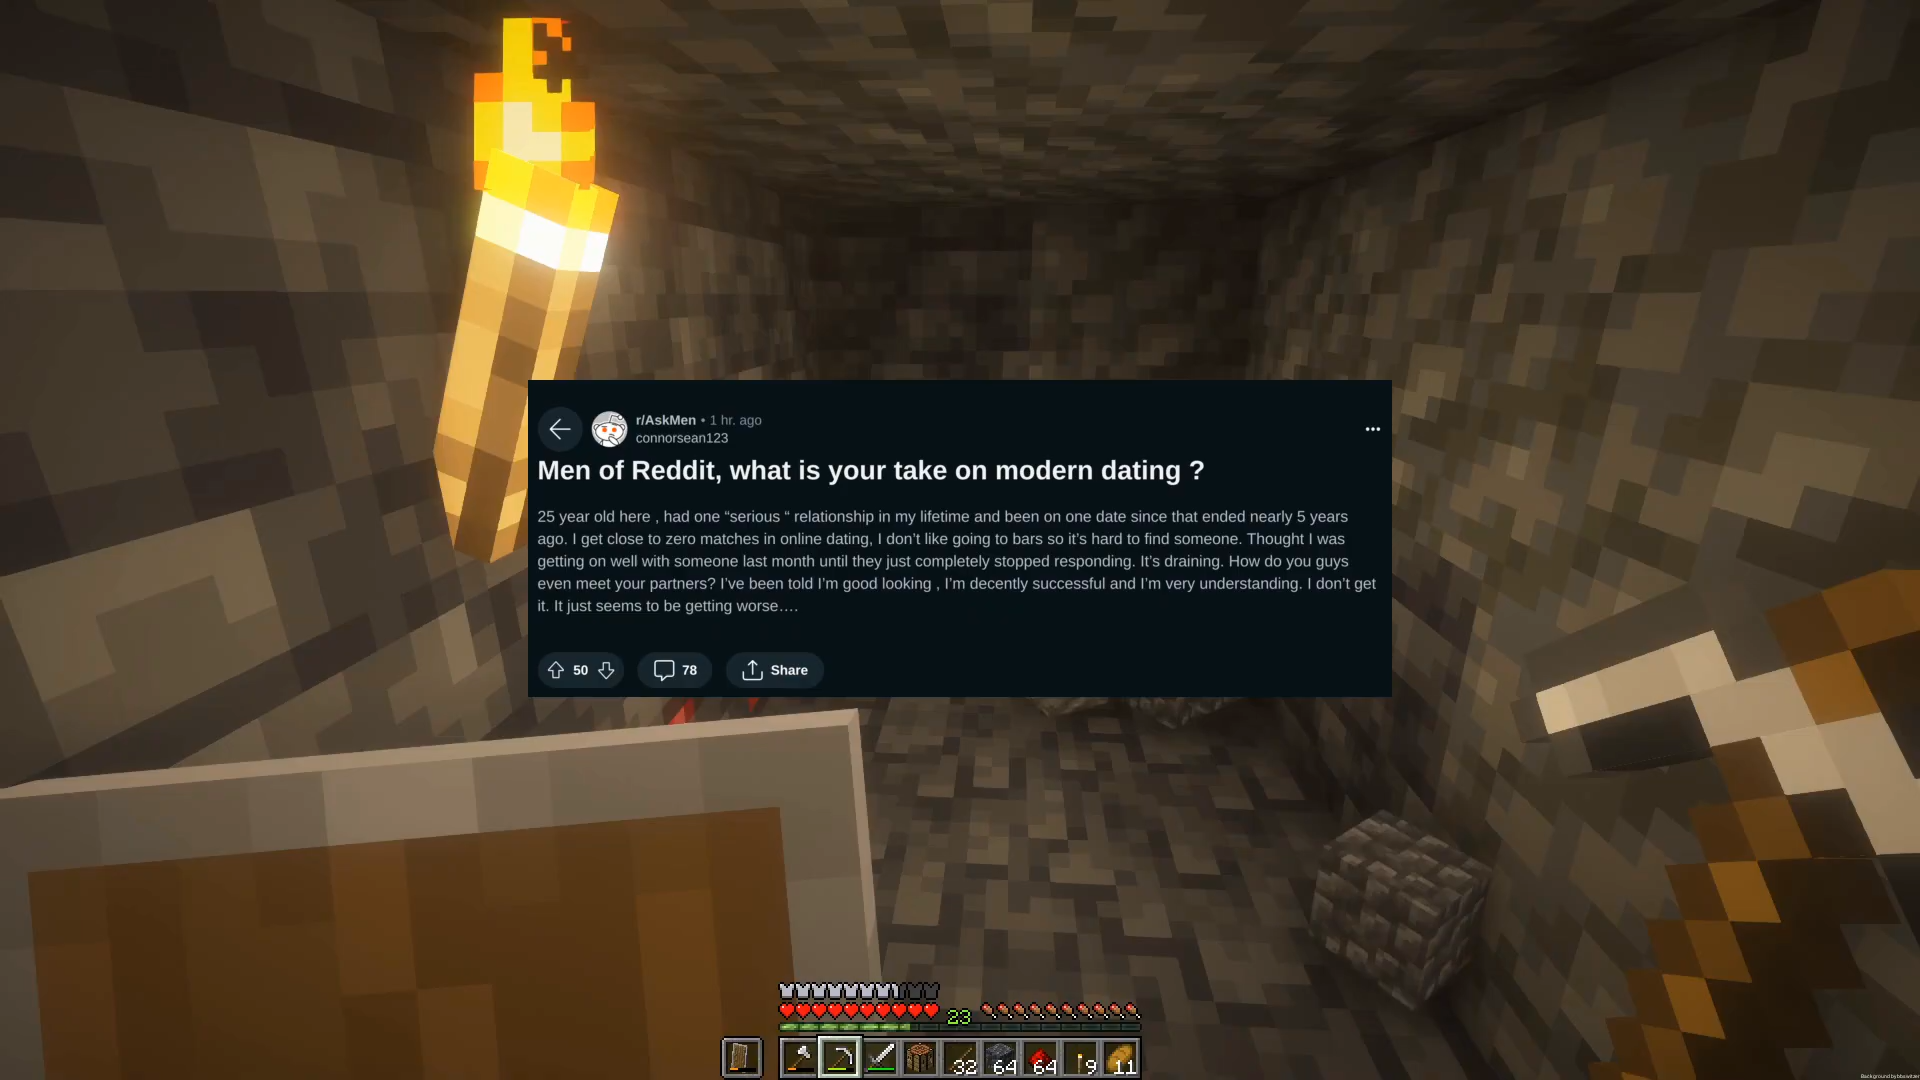 r/AskMen • 1 hr. ago
connorsean123
Men of Reddit, what is your take on modern dating ?
25 year old here , had one “serious “ relationship in my lifetime and been on one date since that ended nearly 5 years
ago. I get close to zero matches in online dating, I don’t like going to bars so it’s hard to find someone. Thought I was
getting on well with someone last month until they just completely stopped responding. It’s draining. How do you guys
even meet your partners? I’ve been told I’m good looking , I’m decently successful and I’m very understanding. I don’t get
it. It just seems to be getting worse….
50
78
Share
23
32
64
64
9
11